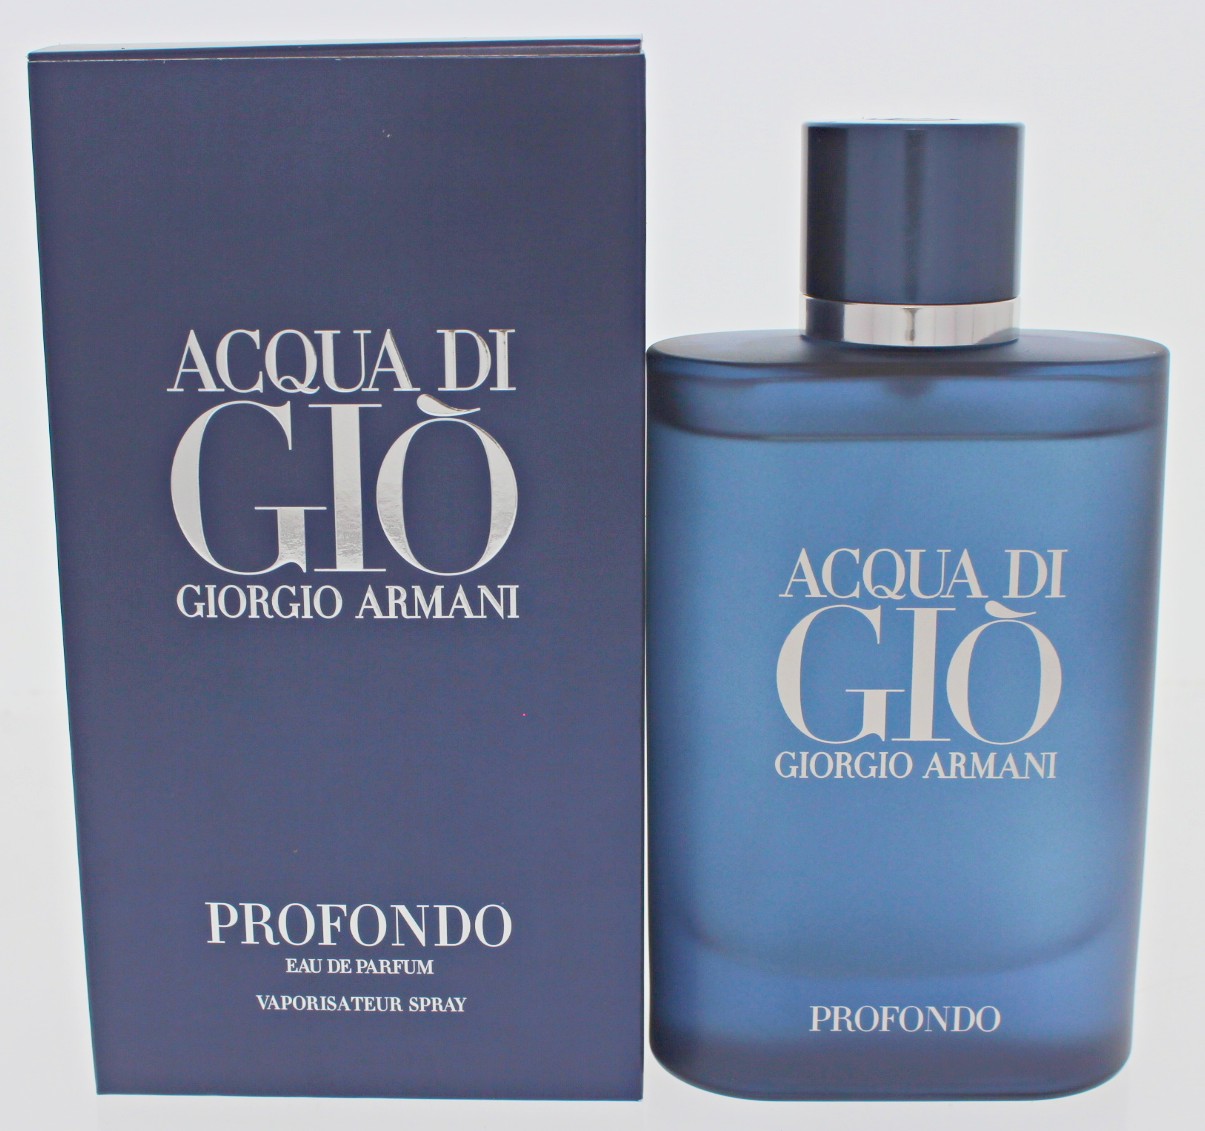 ACQUA DI
GIÒ
GIORGIO ARMANI
PROFONDO
EAU DE PARFUM
VAPORISATEUR SPRAY
ACQUA DI
GIÒ
GIORGIO ARMANI
PROFONDO